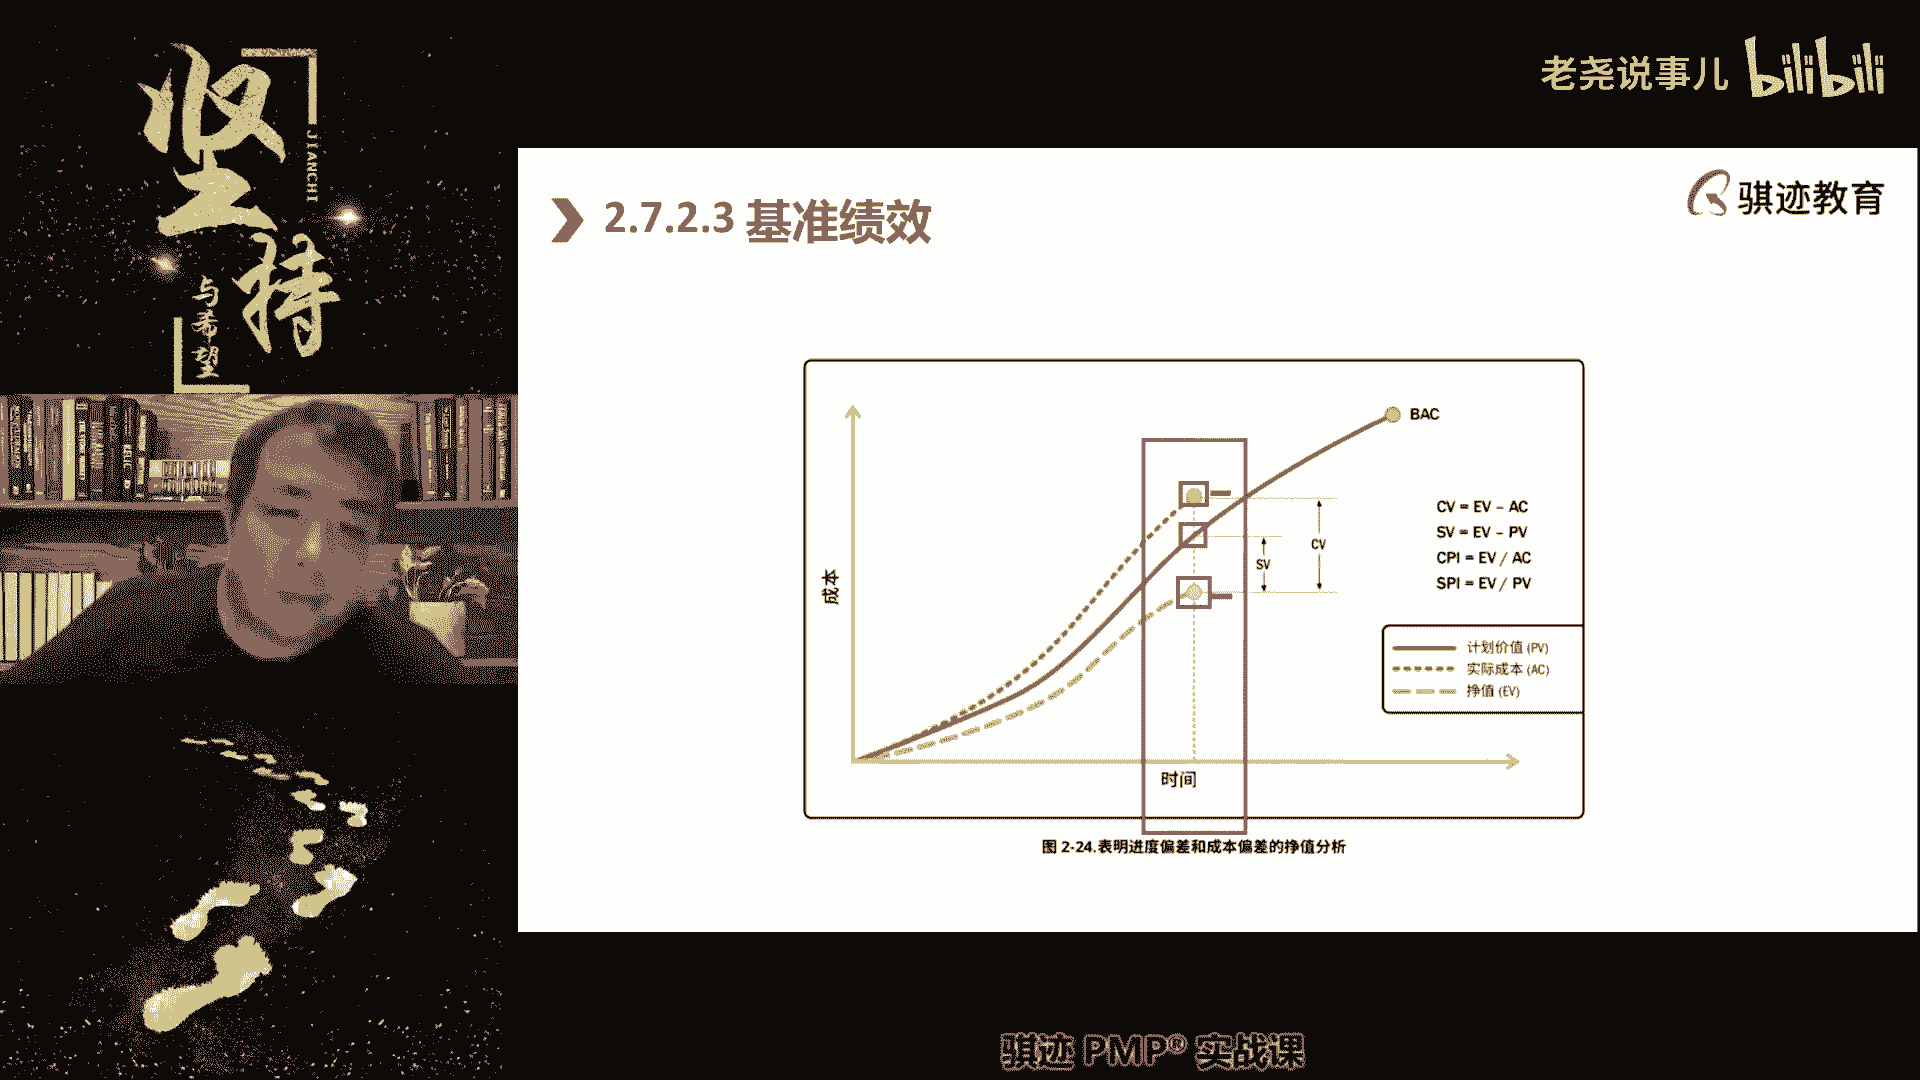 坚持
JIANCHI
与希望
老尧说事儿 bilibili
骐迹教育
2.7.2.3 基准绩效
BAC
CV = EV – AC
SV = EV – PV
CPI = EV / AC
SPI = EV / PV
CV
SV
成本
计划价值 (PV)
实际成本 (AC)
挣值 (EV)
时间
图 2-24.表明进度偏差和成本偏差的挣值分析
骐迹 PMP® 实战课